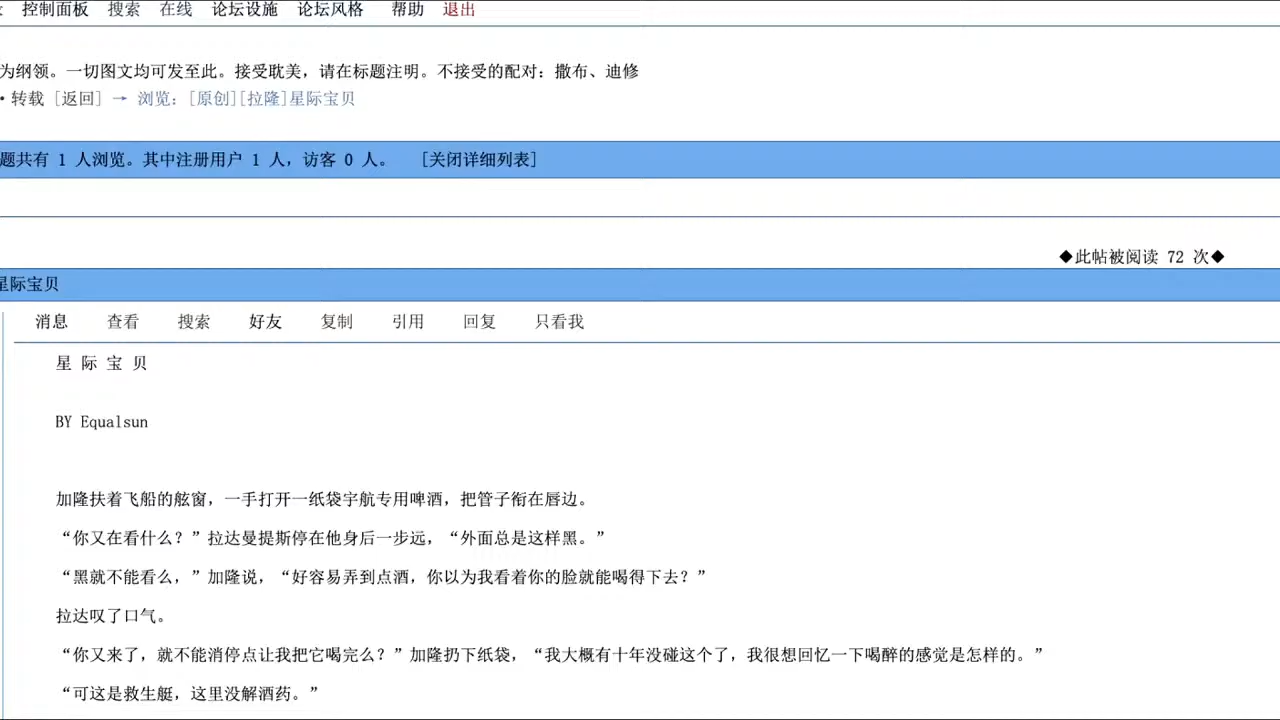 控制面板 搜索 在线 论坛设施 论坛风格 帮助 退出
为纲领。一切图文均可发至此。接受耽美，请在标题注明。不接受的配对：撒布、迪修
• 转载 [返回] → 浏览：[原创][拉隆]星际宝贝
题共有 1 人浏览。其中注册用户 1 人，访客 0 人。 [关闭详细列表]
◆此帖被阅读 72 次◆
星际宝贝
消息 查看 搜索 好友 复制 引用 回复 只看我
星 际 宝 贝
BY Equalsun
加隆扶着飞船的舷窗，一手打开一纸袋宇航专用啤酒，把管子衔在唇边。
“你又在看什么？”拉达曼提斯停在他身后一步远，“外面总是这样黑。”
“黑就不能看么，”加隆说，“好容易弄到点酒，你以为我看着你的脸就能喝得下去？”
拉达叹了口气。
“你又来了，就不能消停点让我把它喝完么？”加隆扔下纸袋，“我大概有十年没碰这个了，我很想回忆一下喝醉的感觉是怎样的。”
“可这是救生艇，这里没解酒药。”